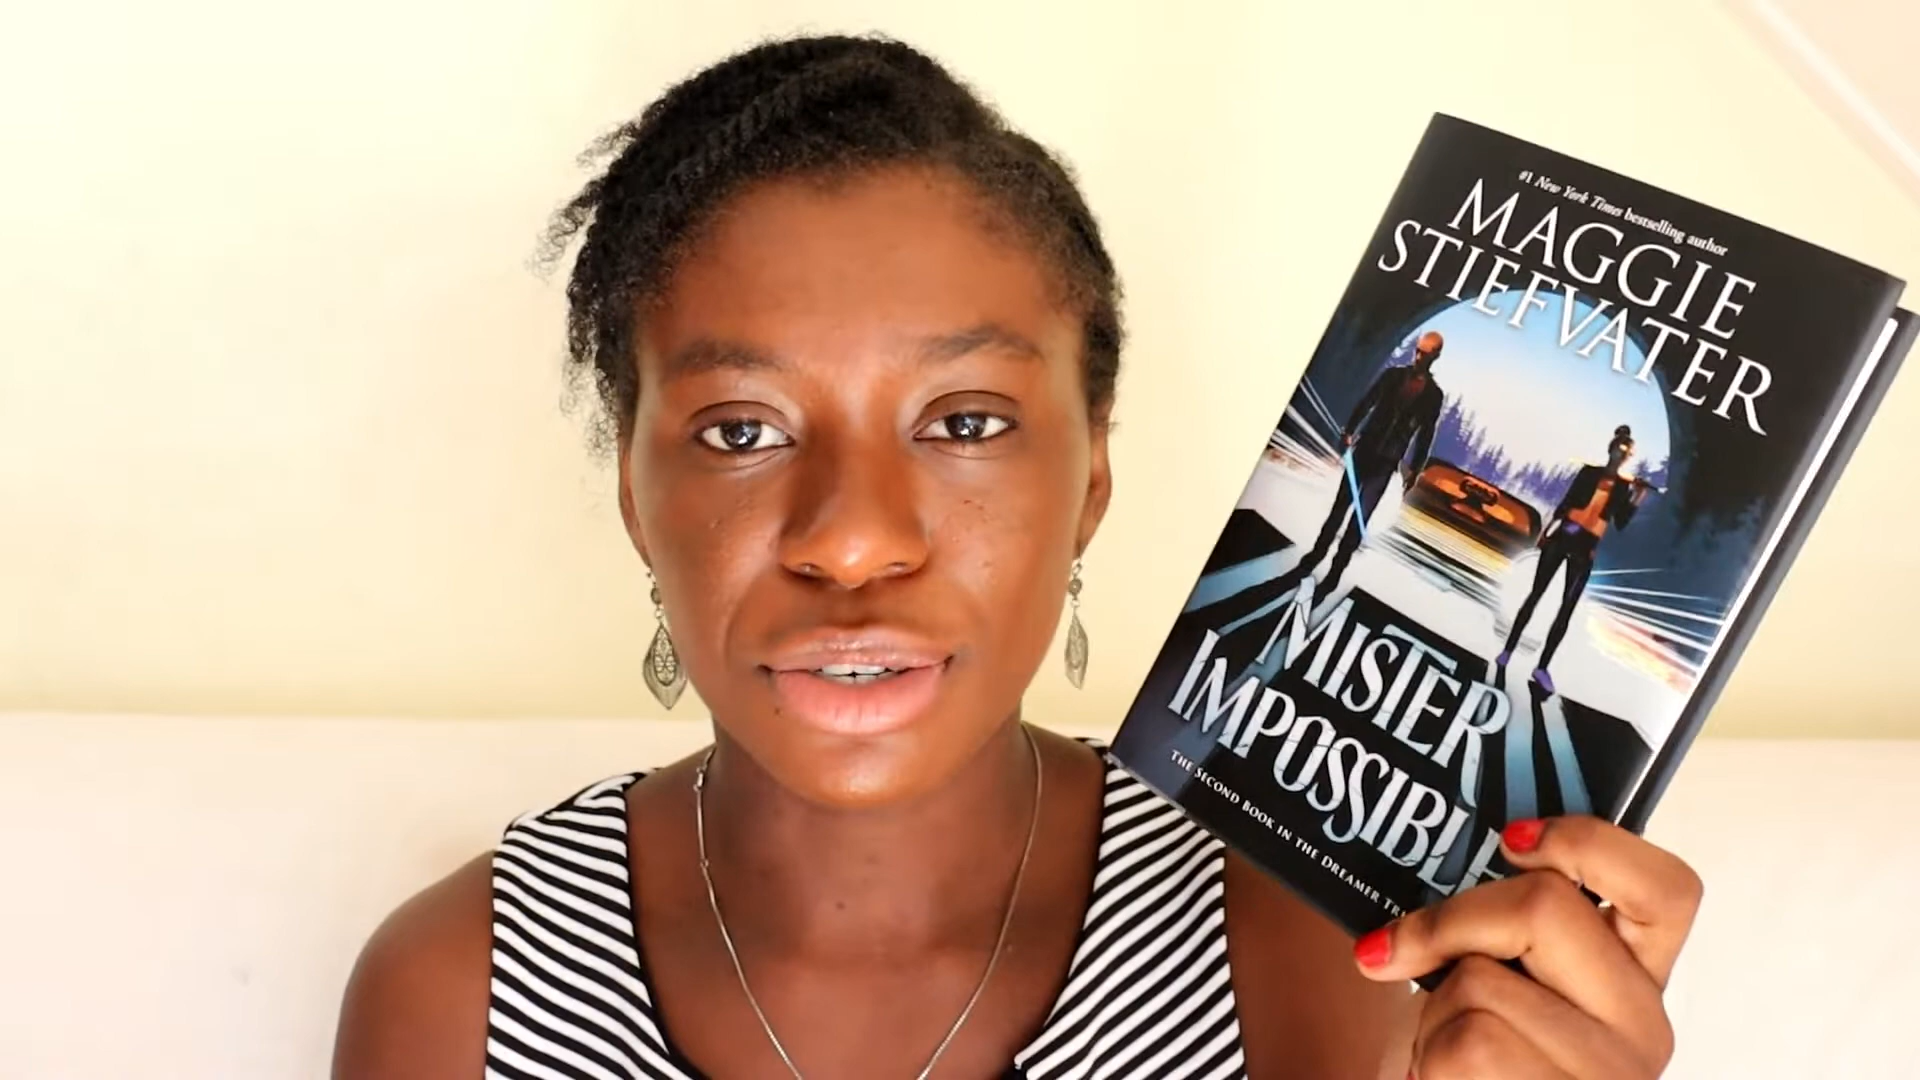 #1 New York Times bestselling author
MAGGIE
STIEFVATER
MISTER
IMPOSSIBLE
THE SECOND BOOK IN THE DREAMER